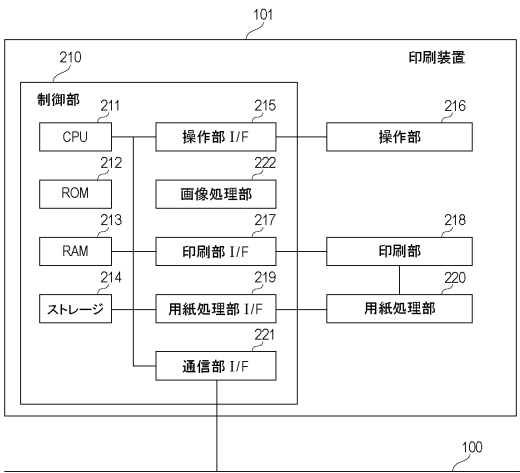 101
210
印刷装置
制御部
211
215
216
CPU
操作部 I/F
操作部
212
222
ROM
画像処理部
213
217
218
RAM
印刷部 I/F
印刷部
214
219
220
ストレージ
用紙処理部 I/F
用紙処理部
221
通信部 I/F
100